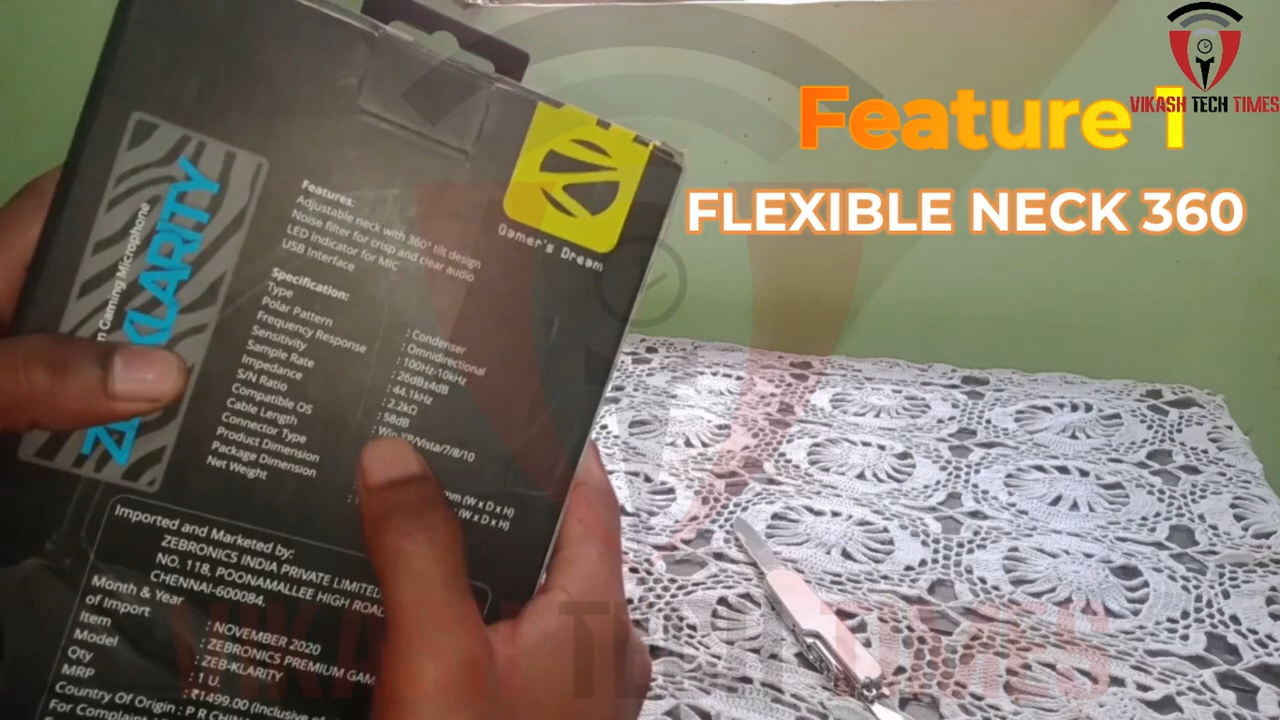 Feature 1
FLEXIBLE NECK 360
VIKASH TECH TIMES
Gamer's Dream
KLARITY
Gaming Microphone
Features:
Adjustable neck with 360° tilt design
Noise filter for crisp and clear audio
LED Indicator for MIC
USB Interface
Specification:
Type : Condenser
Polar Pattern : Omnidirectional
Frequency Response : 100Hz-10kHz
Sensitivity : 26dB±4dB
Sample Rate : 44.1kHz
Impedance : 2.2kΩ
S/N Ratio : 58dB
Compatible OS : Win XP/Vista/7/8/10
Cable Length
Connector Type
Product Dimension mm (W x D x H)
Package Dimension (W x D x H)
Net Weight
Imported and Marketed by:
ZEBRONICS INDIA PRIVATE LIMITED
NO. 118, POONAMALLEE HIGH ROAD
CHENNAI-600084.
Month & Year
of Import : NOVEMBER 2020
Item : ZEBRONICS PREMIUM GAM
Model : ZEB-KLARITY
Qty : 1 U.
MRP : ₹1499.00 (Inclusive of
Country Of Origin : P R CHINA
For Complaint
VIKASH TECH TIMES